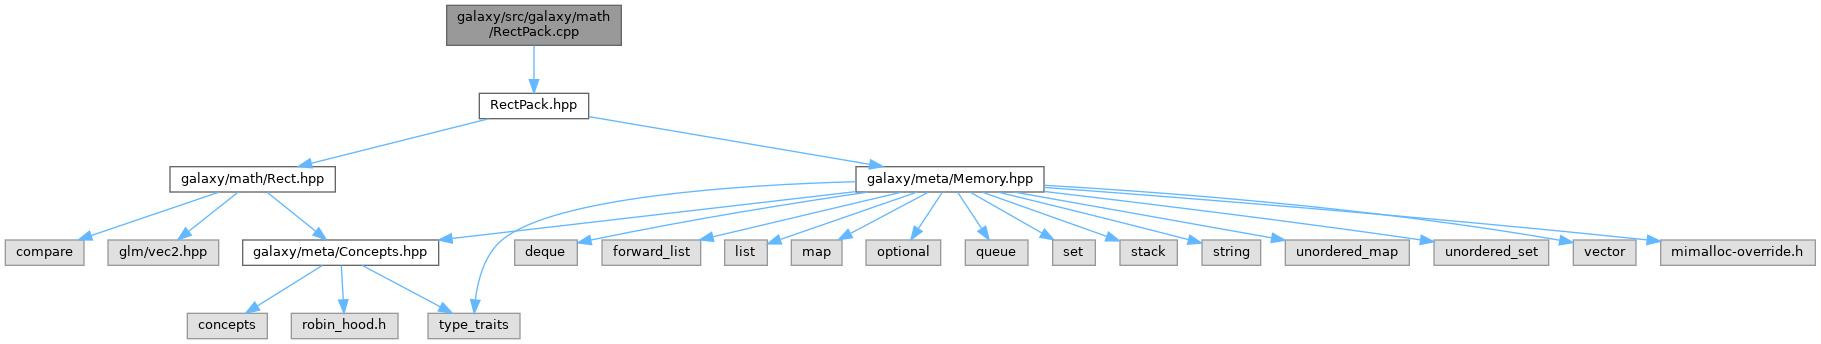 galaxy/src/galaxy/math
/RectPack.cpp
RectPack.hpp
galaxy/math/Rect.hpp
galaxy/meta/Memory.hpp
compare
glm/vec2.hpp
galaxy/meta/Concepts.hpp
deque
forward_list
list
map
optional
queue
set
stack
string
unordered_map
unordered_set
vector
mimalloc-override.h
concepts
robin_hood.h
type_traits